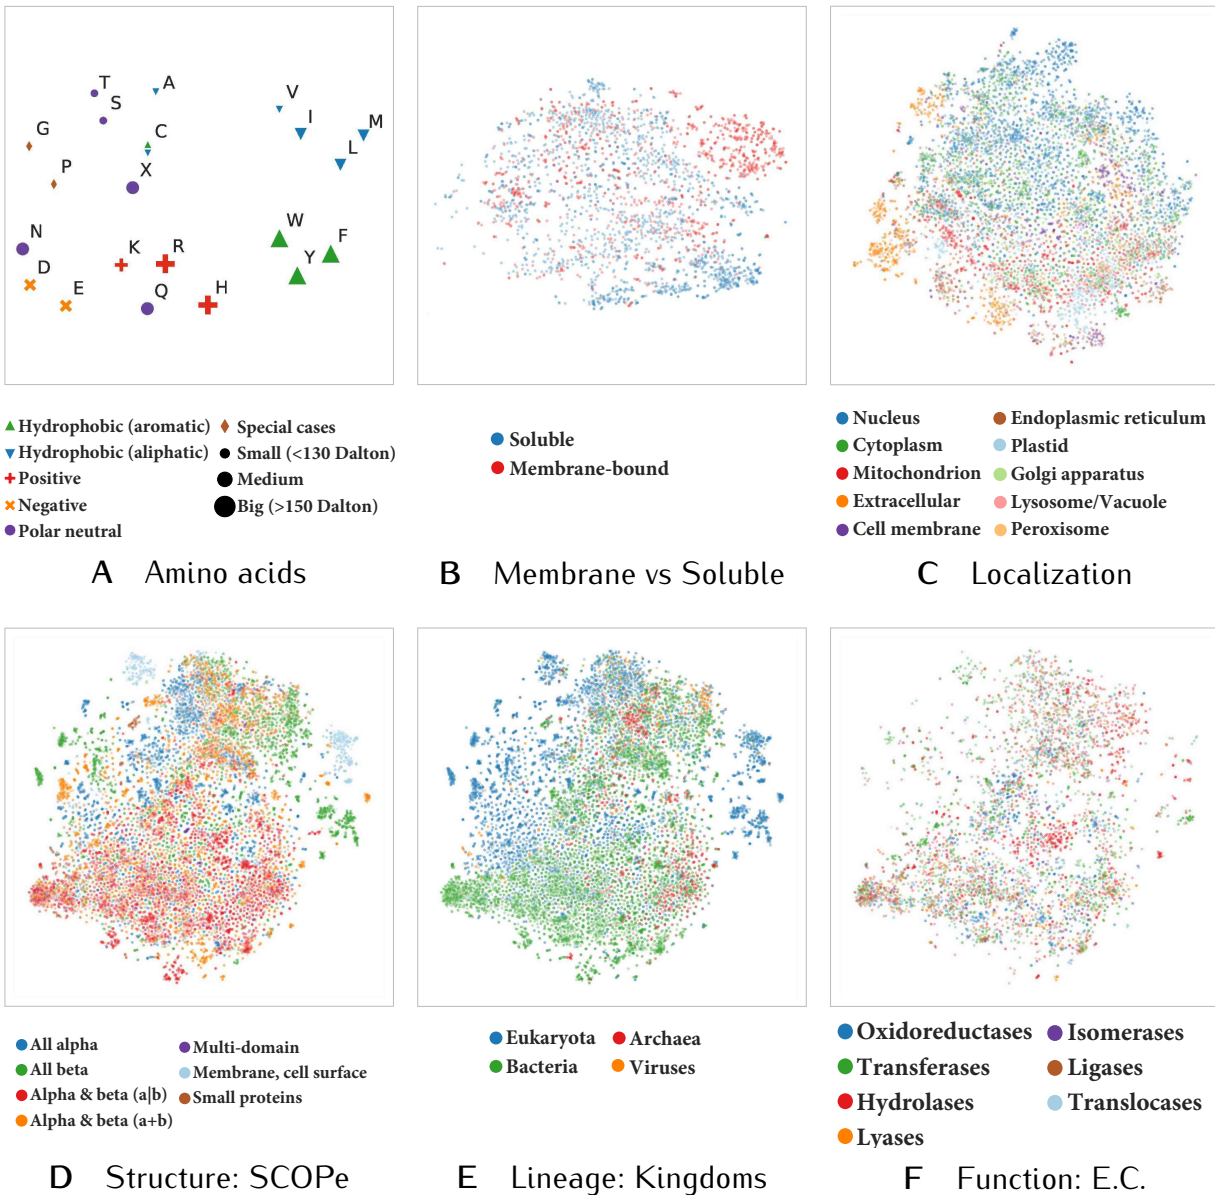 T
A
S
V
I
M
G
C
L
P
X
W
N
K
R
F
D
Y
E
Q
H
Hydrophobic (aromatic)
Special cases
Hydrophobic (aliphatic)
Small (<130 Dalton)
Positive
Medium
Negative
Big (>150 Dalton)
Polar neutral
A Amino acids
Soluble
Membrane-bound
B Membrane vs Soluble
Nucleus
Endoplasmic reticulum
Cytoplasm
Plastid
Mitochondrion
Golgi apparatus
Extracellular
Lysosome/Vacuole
Cell membrane
Peroxisome
C Localization
All alpha
Multi-domain
All beta
Membrane, cell surface
Alpha & beta (a|b)
Small proteins
Alpha & beta (a+b)
D Structure: SCOPe
Eukaryota
Archaea
Bacteria
Viruses
E Lineage: Kingdoms
Oxidoreductases
Isomerases
Transferases
Ligases
Hydrolases
Translocases
Lyases
F Function: E.C.